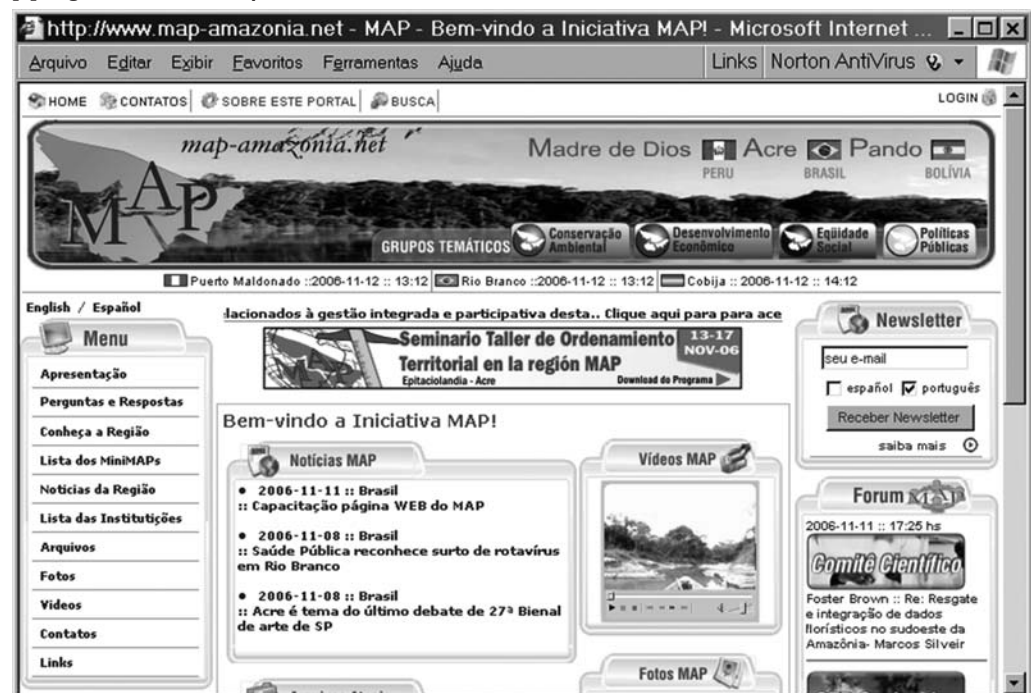 http://www.map-amazonia.net - MAP - Bem-vindo a Iniciativa MAP! - Microsoft Internet ...
Arquivo Editar Exibir Favoritos Ferramentas Ajuda Links Norton AntiVirus
HOME CONTATOS SOBRE ESTE PORTAL BUSCA LOGIN
map-amazonia.net
Madre de Dios Acre Pando
PERU BRASIL BOLÍVIA
MAP
GRUPOS TEMÁTICOS Conservação Ambiental Desenvolvimento Econômico Eqüidade Social Políticas Públicas
Puerto Maldonado ::2006-11-12 :: 13:12 Rio Branco ::2006-11-12 :: 13:12 Cobija :: 2006-11-12 :: 14:12
English / Español
Menu
Apresentação
Perguntas e Respostas
Conheça a Região
Lista dos MiniMAPs
Noticias da Região
Lista das Institutições
Arquivos
Fotos
Videos
Contatos
Links
lacionados à gestão integrada e participativa desta.. Clique aqui para para ace
Seminario Taller de Ordenamiento
Territorial en la región MAP
Epitaciolandia - Acre
13-17
NOV-06
Download do Programa
Bem-vindo a Iniciativa MAP!
Notícias MAP
2006-11-11 :: Brasil
:: Capacitação página WEB do MAP
2006-11-08 :: Brasil
:: Saúde Pública reconhece surto de rotavírus
em Rio Branco
2006-11-08 :: Brasil
:: Acre é tema do último debate de 27ª Bienal
de arte de SP
Vídeos MAP
Fotos MAP
Newsletter
seu e-mail
español português
Receber Newsletter
saiba mais
Forum MAP
2006-11-11 :: 17:25 hs
Comitê Científico
Foster Brown :: Re: Resgate
e integração de dados
florísticos no sudoeste da
Amazônia- Marcos Silveir